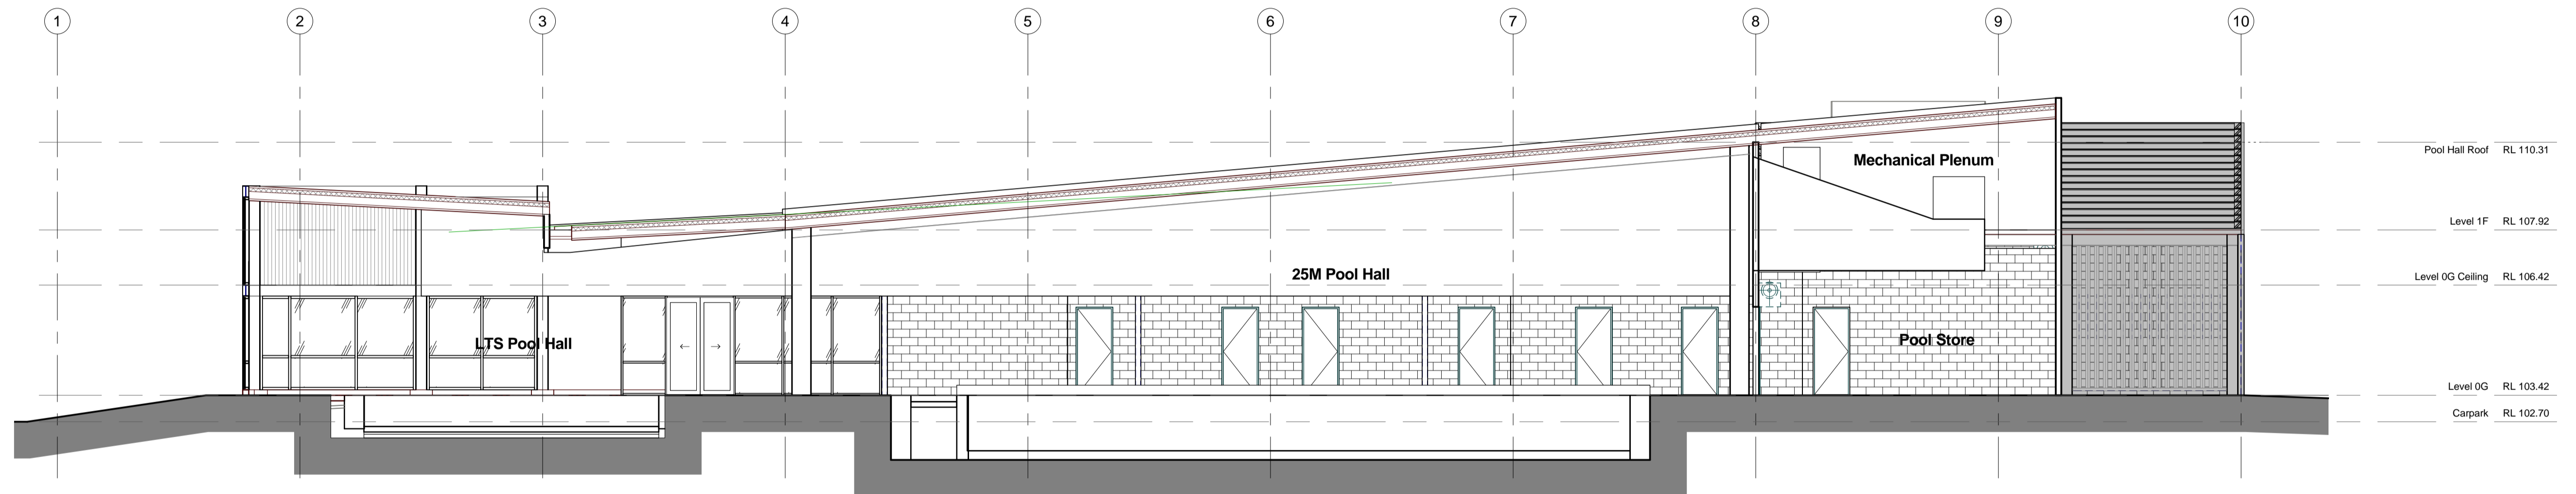 1 2 3 4 5 6 7 8 9 10
Mechanical Plenum
Pool Hall Roof RL 110.31
Level 1F RL 107.92
25M Pool Hall
Level 0G Ceiling RL 106.42
LTS Pool Hall
Pool Store
Level 0G RL 103.42
Carpark RL 102.70